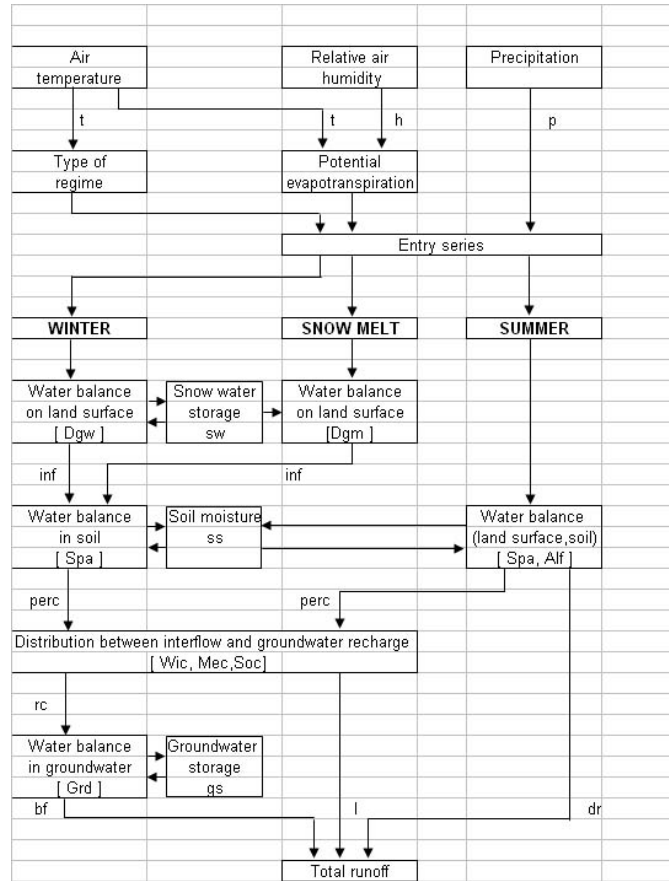 Air
temperature
Relative air
humidity
Precipitation
t
t
h
p
Type of
regime
Potential
evapotranspiration
Entry series
WINTER
SNOW MELT
SUMMER
Water balance
on land surface
[ Dgw ]
Snow water
storage
sw
Water balance
on land surface
[Dgm ]
inf
inf
Water balance
in soil
[ Spa ]
Soil moisture
ss
Water balance
(land surface,soil)
[ Spa, Alf ]
perc
perc
Distribution between interflow and groundwater recharge
[ Wic, Mec,Soc]
rc
Water balance
in groundwater
[ Grd ]
Groundwater
storage
gs
bf
I
dr
Total runoff